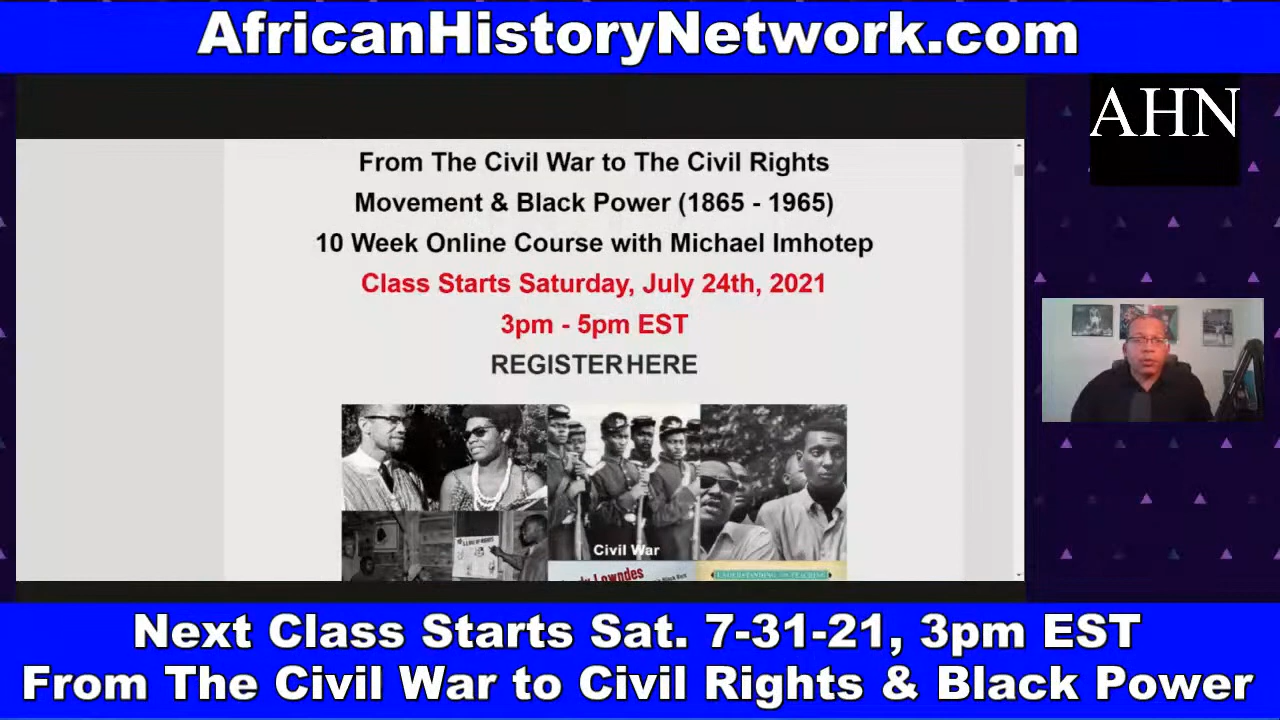 AfricanHistoryNetwork.com
AHN
From The Civil War to The Civil Rights
Movement & Black Power (1865 - 1965)
10 Week Online Course with Michael Imhotep
Class Starts Saturday, July 24th, 2021
3pm - 5pm EST
REGISTER HERE
Civil War
Lowndes
Next Class Starts Sat. 7-31-21, 3pm EST
From The Civil War to Civil Rights & Black Power